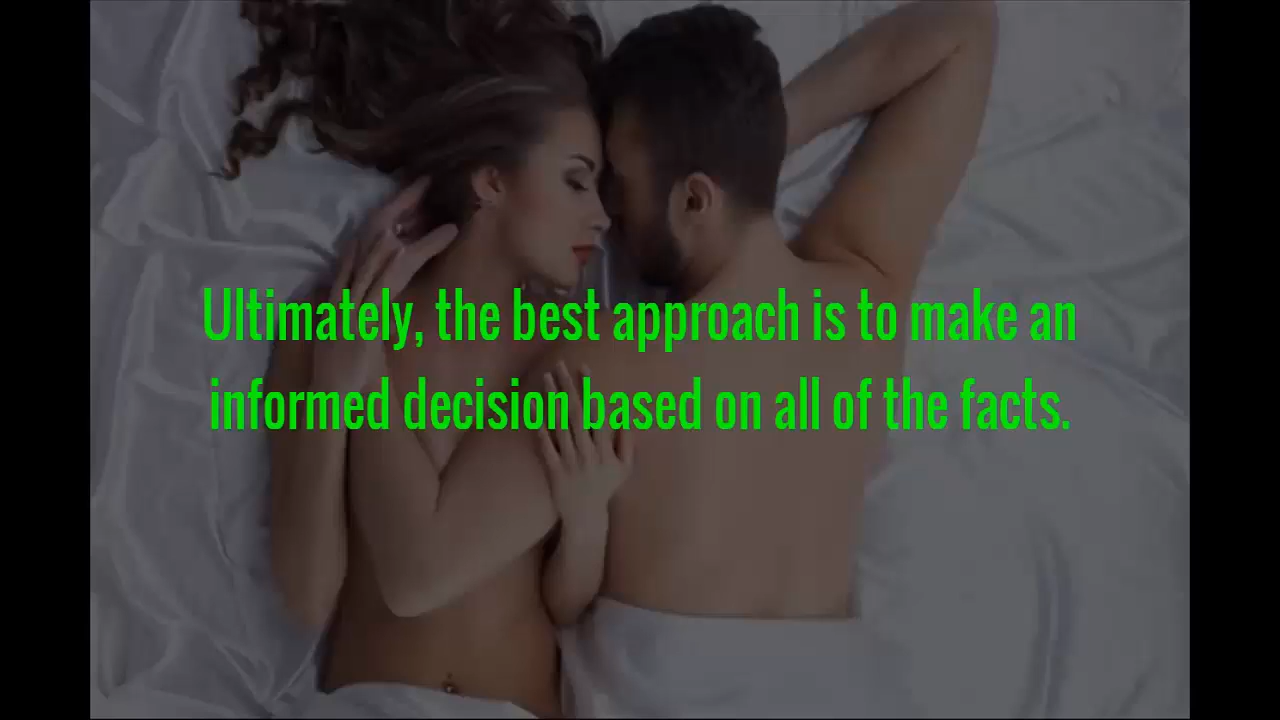 Ultimately, the best approach is to make an
informed decision based on all of the facts.